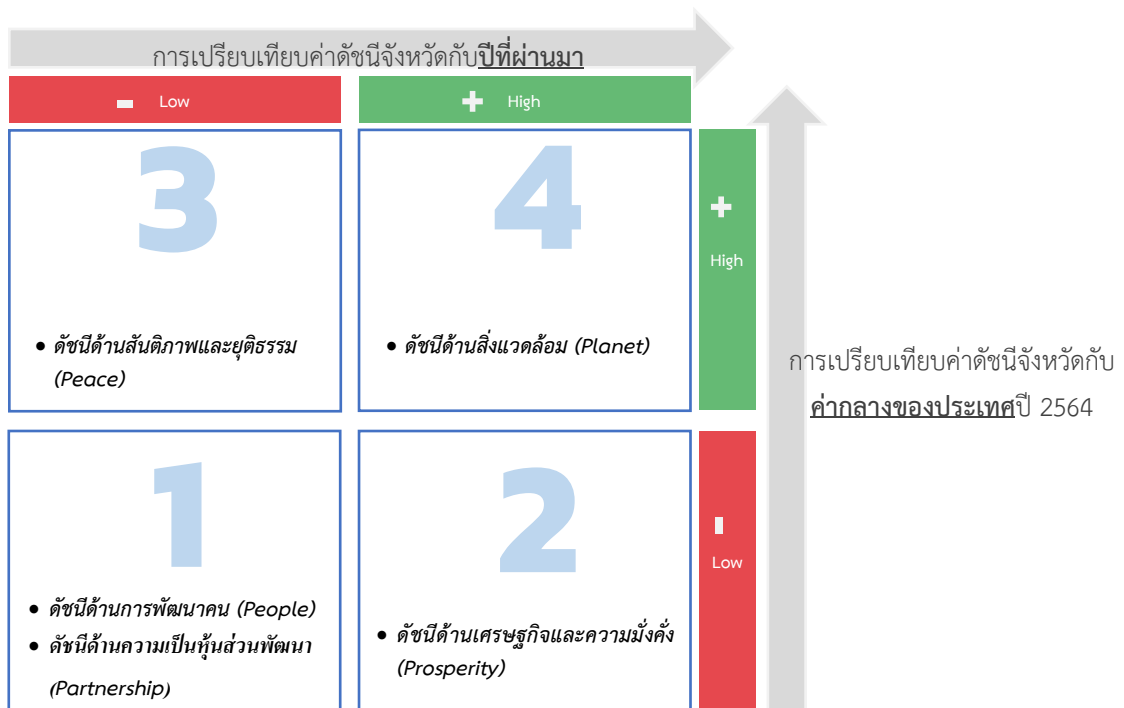 การเปรียบเทียบค่าดัชนีจังหวัดกับปีที่ผ่านมา
- Low
+ High
3
• ดัชนีด้านสันติภาพและยุติธรรม
(Peace)
4
• ดัชนีด้านสิ่งแวดล้อม (Planet)
+
High
การเปรียบเทียบค่าดัชนีจังหวัดกับ
ค่ากลางของประเทศปี 2564
1
• ดัชนีด้านการพัฒนาคน (People)
• ดัชนีด้านความเป็นหุ้นส่วนพัฒนา
(Partnership)
2
• ดัชนีด้านเศรษฐกิจและความมั่งคั่ง
(Prosperity)
-
Low